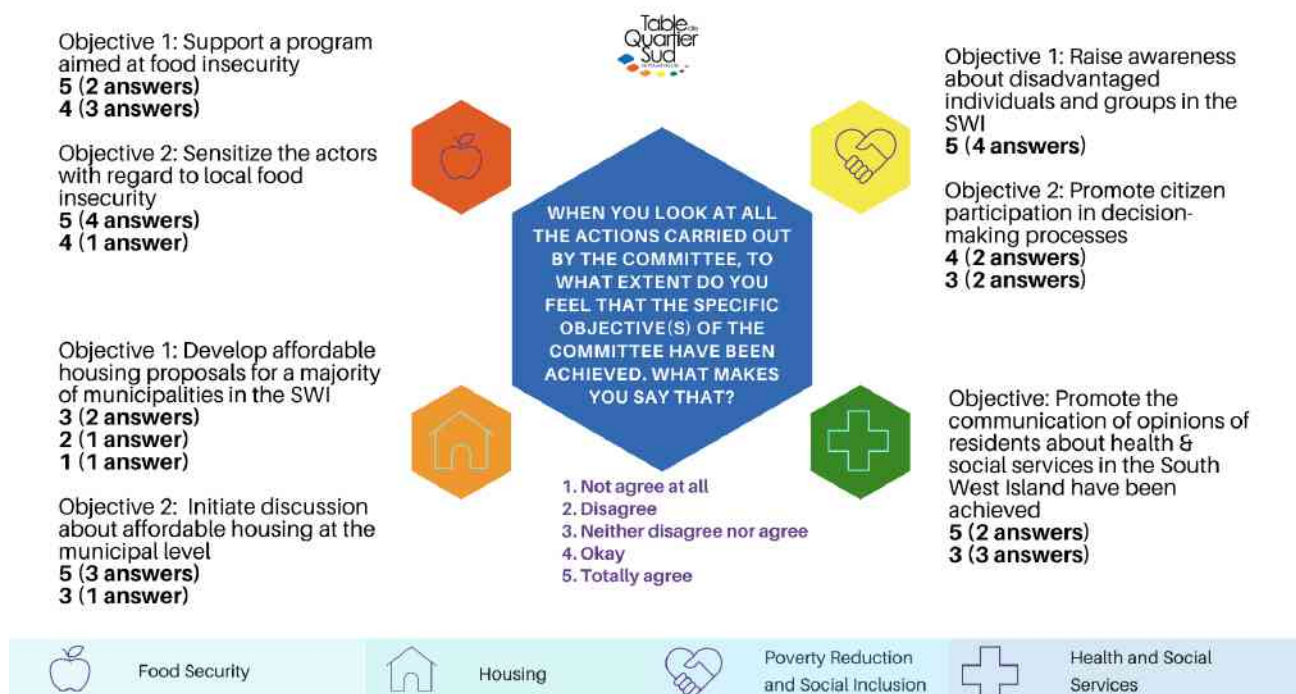 Table de
Quartier
Sud
Objective 1: Support a program
aimed at food insecurity
5 (2 answers)
4 (3 answers)
Objective 2: Sensitize the actors
with regard to local food
insecurity
5 (4 answers)
4 (1 answer)
Objective 1: Develop affordable
housing proposals for a majority
of municipalities in the SWI
3 (2 answers)
2 (1 answer)
1 (1 answer)
Objective 2: Initiate discussion
about affordable housing at the
municipal level
5 (3 answers)
3 (1 answer)
WHEN YOU LOOK AT ALL
THE ACTIONS CARRIED OUT
BY THE COMMITTEE, TO
WHAT EXTENT DO YOU
FEEL THAT THE SPECIFIC
OBJECTIVE(S) OF THE
COMMITTEE HAVE BEEN
ACHIEVED. WHAT MAKES
YOU SAY THAT?
1. Not agree at all
2. Disagree
3. Neither disagree nor agree
4. Okay
5. Totally agree
Objective 1: Raise awareness
about disadvantaged
individuals and groups in the
SWI
5 (4 answers)
Objective 2: Promote citizen
participation in decision-
making processes
4 (2 answers)
3 (2 answers)
Objective: Promote the
communication of opinions of
residents about health &
social services in the South
West Island have been
achieved
5 (2 answers)
3 (3 answers)
Food Security
Housing
Poverty Reduction
and Social Inclusion
Health and Social
Services